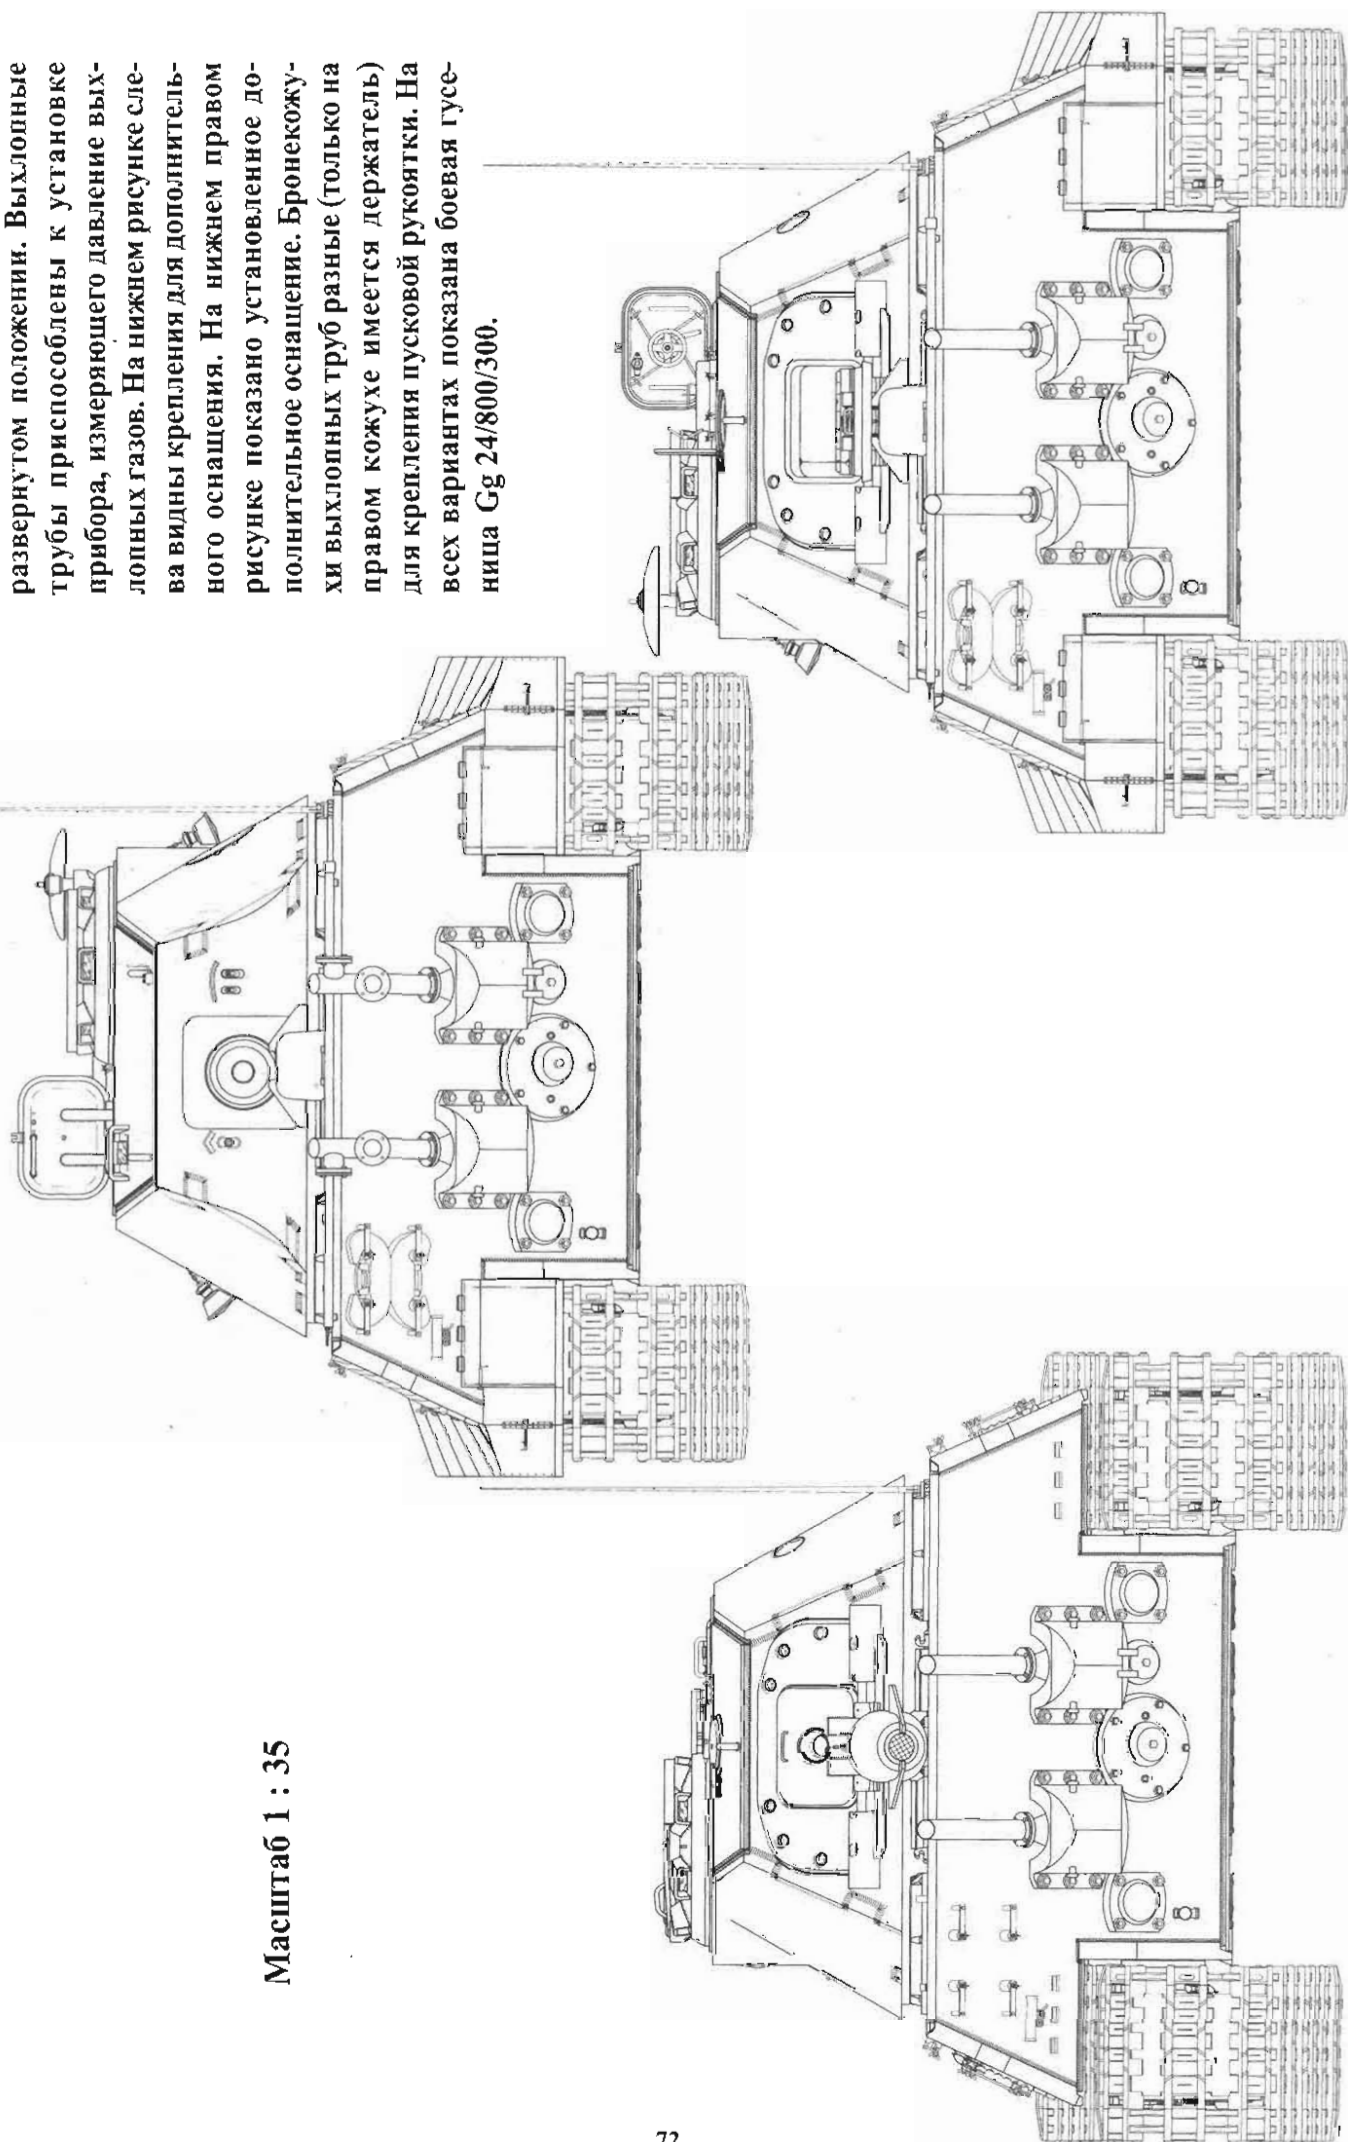 развернутом положении. Выхлопные
трубы приспособлены к установке
прибора, измеряющего давление вых-
лопных газов. На нижнем рисунке сле-
ва видны крепления для дополнитель-
ного оснащения. На нижнем правом
рисунке показано установленное до-
полнительное оснащение. Бронекожу-
хи выхлопных труб разные (только на
правом кожухе имеется держатель)
для крепления пусковой рукоятки. На
всех вариантах показана боевая гусе-
ница Gg 24/800/300.
Масштаб 1 : 35
72